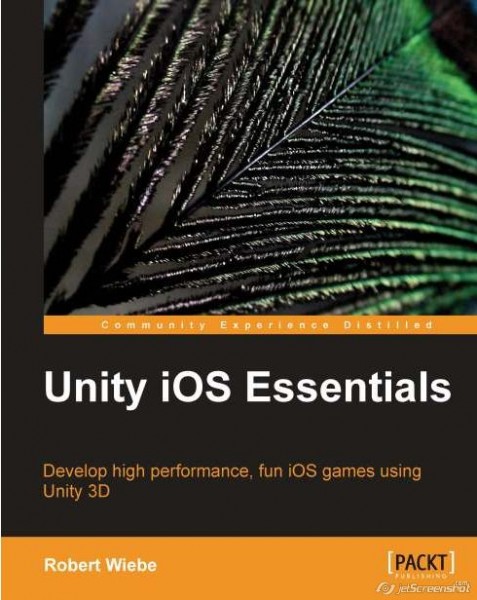 Community Experience Distilled
Unity iOS Essentials
Develop high performance, fun iOS games using
Unity 3D
Robert Wiebe
[PACKT]
PUBLISHING
.com
jetScreenshot